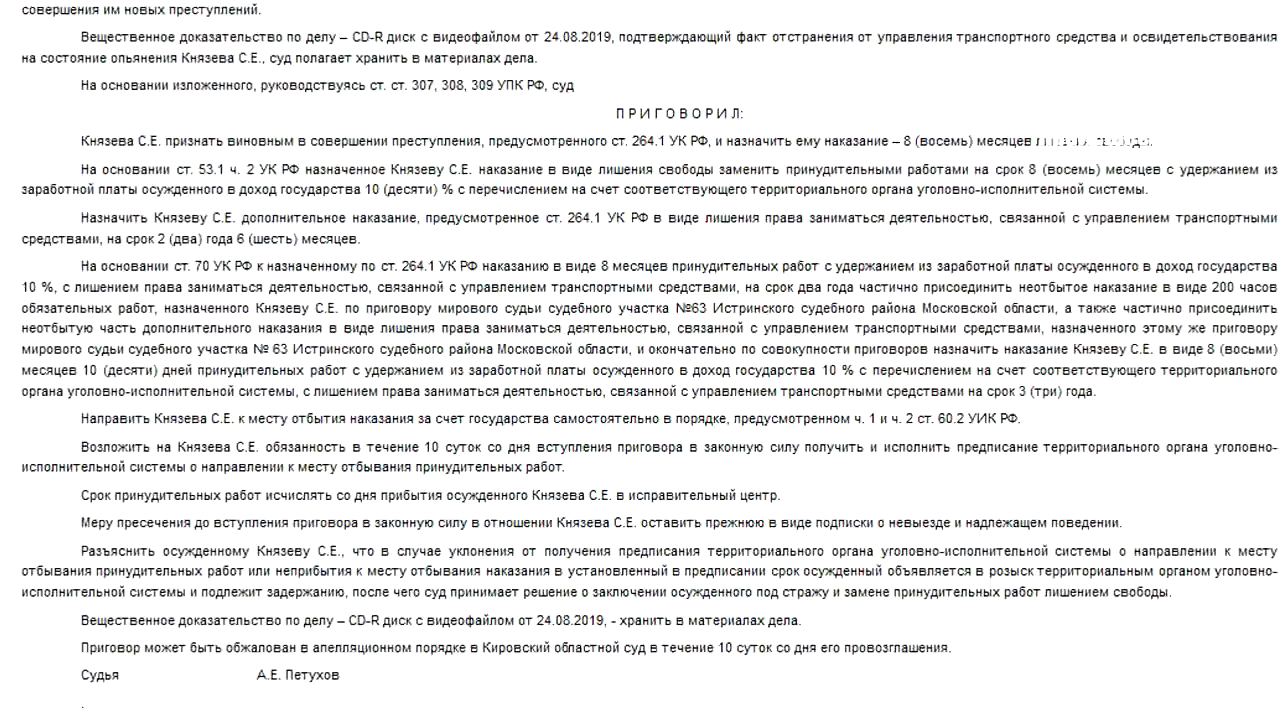 совершения им новых преступлений.
Вещественное доказательство по делу – CD-R диск с видеофайлом от 24.08.2019, подтверждающий факт отстранения от управления транспортного средства и освидетельствования
на состояние опьянения Князева С.Е., суд полагает хранить в материалах дела.
На основании изложенного, руководствуясь ст. ст. 307, 308, 309 УПК РФ, суд
П Р И Г О В О Р И Л:
Князева С.Е. признать виновным в совершении преступления, предусмотренного ст. 264.1 УК РФ, и назначить ему наказание – 8 (восемь) месяцев
На основании ст. 53.1 ч. 2 УК РФ назначенное Князеву С.Е. наказание в виде лишения свободы заменить принудительными работами на срок 8 (восемь) месяцев с удержанием из
заработной платы осужденного в доход государства 10 (десяти) % с перечислением на счет соответствующего территориального органа уголовно-исполнительной системы.
Назначить Князеву С.Е. дополнительное наказание, предусмотренное ст. 264.1 УК РФ в виде лишения права заниматься деятельностью, связанной с управлением транспортными
средствами, на срок 2 (два) года 6 (шесть) месяцев.
На основании ст. 70 УК РФ к назначенному по ст. 264.1 УК РФ наказанию в виде 8 месяцев принудительных работ с удержанием из заработной платы осужденного в доход государства
10 %, с лишением права заниматься деятельностью, связанной с управлением транспортными средствами, на срок два года частично присоединить неотбытое наказание в виде 200 часов
обязательных работ, назначенного Князеву С.Е. по приговору мирового судьи судебного участка №63 Истринского судебного района Московской области, а также частично присоединить
неотбытую часть дополнительного наказания в виде лишения права заниматься деятельностью, связанной с управлением транспортными средствами, назначенного этому же приговору
мирового судьи судебного участка № 63 Истринского судебного района Московской области, и окончательно по совокупности приговоров назначить наказание Князеву С.Е. в виде 8 (восьми)
месяцев 10 (десяти) дней принудительных работ с удержанием из заработной платы осужденного в доход государства 10 % с перечислением на счет соответствующего территориального
органа уголовно-исполнительной системы, с лишением права заниматься деятельностью, связанной с управлением транспортными средствами на срок 3 (три) года.
Направить Князева С.Е. к месту отбытия наказания за счет государства самостоятельно в порядке, предусмотренном ч. 1 и ч. 2 ст. 60.2 УИК РФ.
Возложить на Князева С.Е. обязанность в течение 10 суток со дня вступления приговора в законную силу получить и исполнить предписание территориального органа уголовно-
исполнительной системы о направлении к месту отбывания принудительных работ.
Срок принудительных работ исчислять со дня прибытия осужденного Князева С.Е. в исправительный центр.
Меру пресечения до вступления приговора в законную силу в отношении Князева С.Е. оставить прежнюю в виде подписки о невыезде и надлежащем поведении.
Разъяснить осужденному Князеву С.Е., что в случае уклонения от получения предписания территориального органа уголовно-исполнительной системы о направлении к месту
отбывания принудительных работ или неприбытия к месту отбывания наказания в установленный в предписании срок осужденный объявляется в розыск территориальным органом уголовно-
исполнительной системы и подлежит задержанию, после чего суд принимает решение о заключении осужденного под стражу и замене принудительных работ лишением свободы.
Вещественное доказательство по делу – CD-R диск с видеофайлом от 24.08.2019, - хранить в материалах дела.
Приговор может быть обжалован в апелляционном порядке в Кировский областной суд в течение 10 суток со дня его провозглашения.
Судья А.Е. Петухов